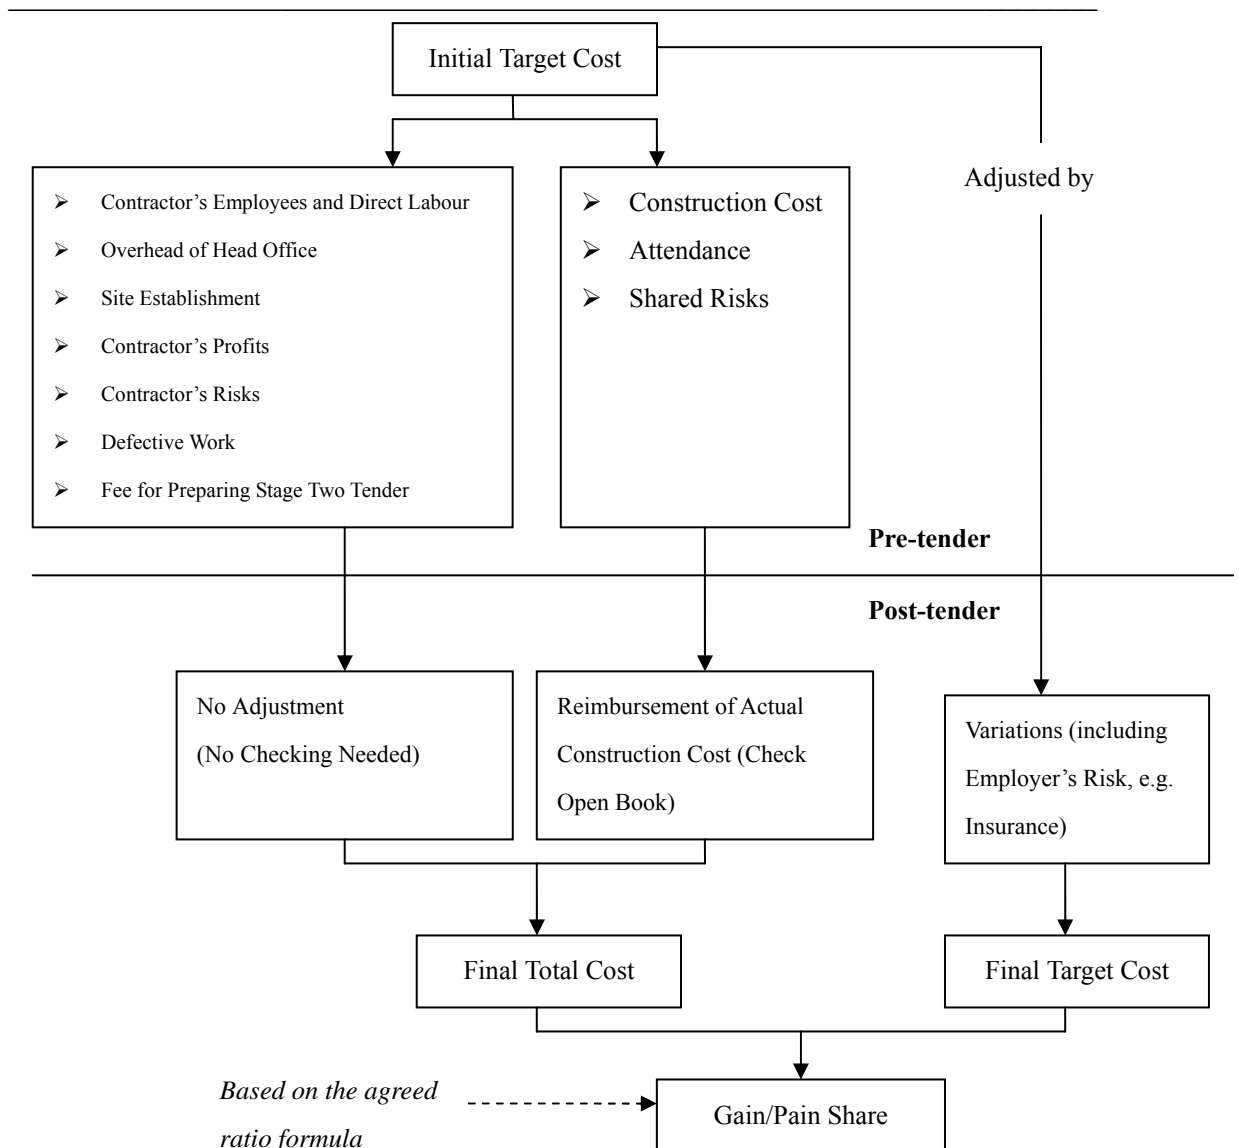 Initial Target Cost
Adjusted by
➢ Contractor’s Employees and Direct Labour
➢ Overhead of Head Office
➢ Site Establishment
➢ Contractor’s Profits
➢ Contractor’s Risks
➢ Defective Work
➢ Fee for Preparing Stage Two Tender
➢ Construction Cost
➢ Attendance
➢ Shared Risks
Pre-tender
Post-tender
No Adjustment
(No Checking Needed)
Reimbursement of Actual
Construction Cost (Check
Open Book)
Variations (including
Employer’s Risk, e.g.
Insurance)
Final Total Cost
Final Target Cost
Based on the agreed
ratio formula
Gain/Pain Share